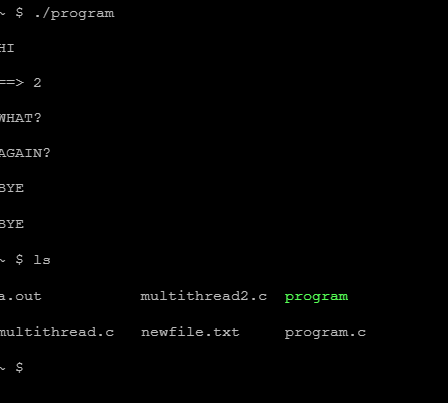 ~ $ ./program
HI
==> 2
WHAT?
AGAIN?
BYE
BYE
~ $ ls
a.out multithread2.c program
multithread.c newfile.txt program.c
~ $